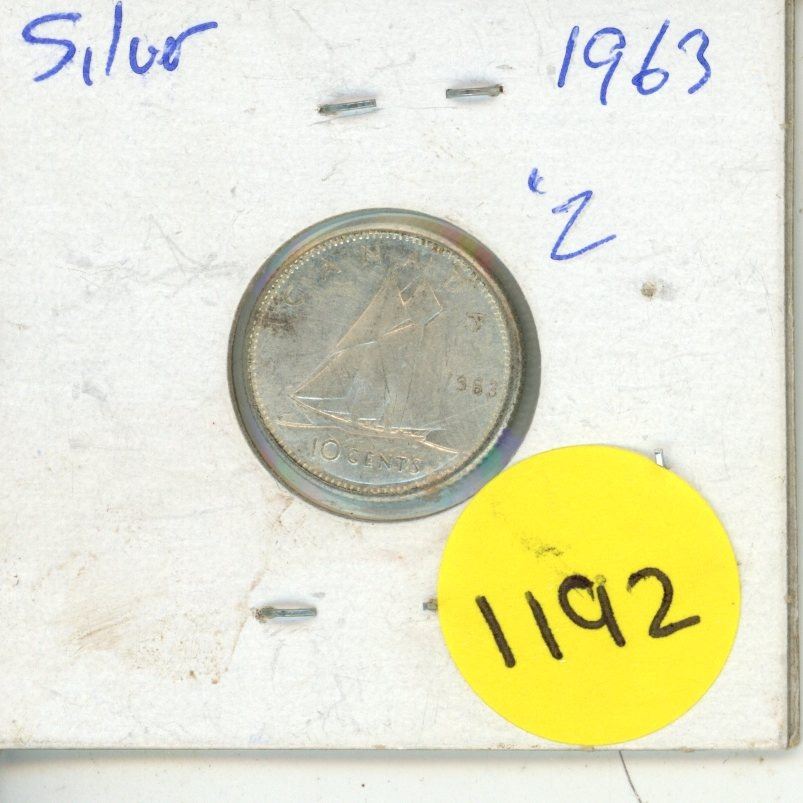 Silver 1963
'2
CANADA
1963
10 CENTS
1192